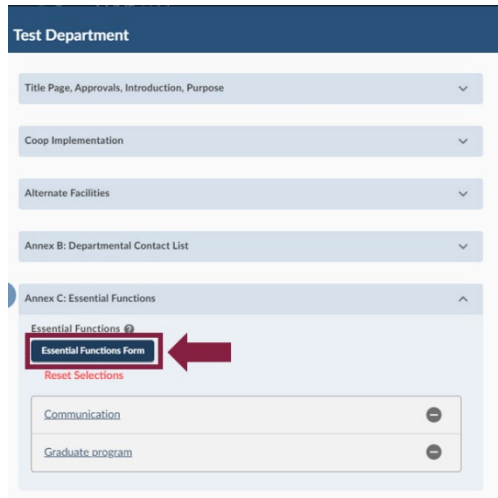 Test Department
Title Page, Approvals, Introduction, Purpose
Coop Implementation
Alternate Facilities
Annex B: Departmental Contact List
Annex C: Essential Functions
Essential Functions ?
Essential Functions Form
Reset Selections
Communication
Graduate program